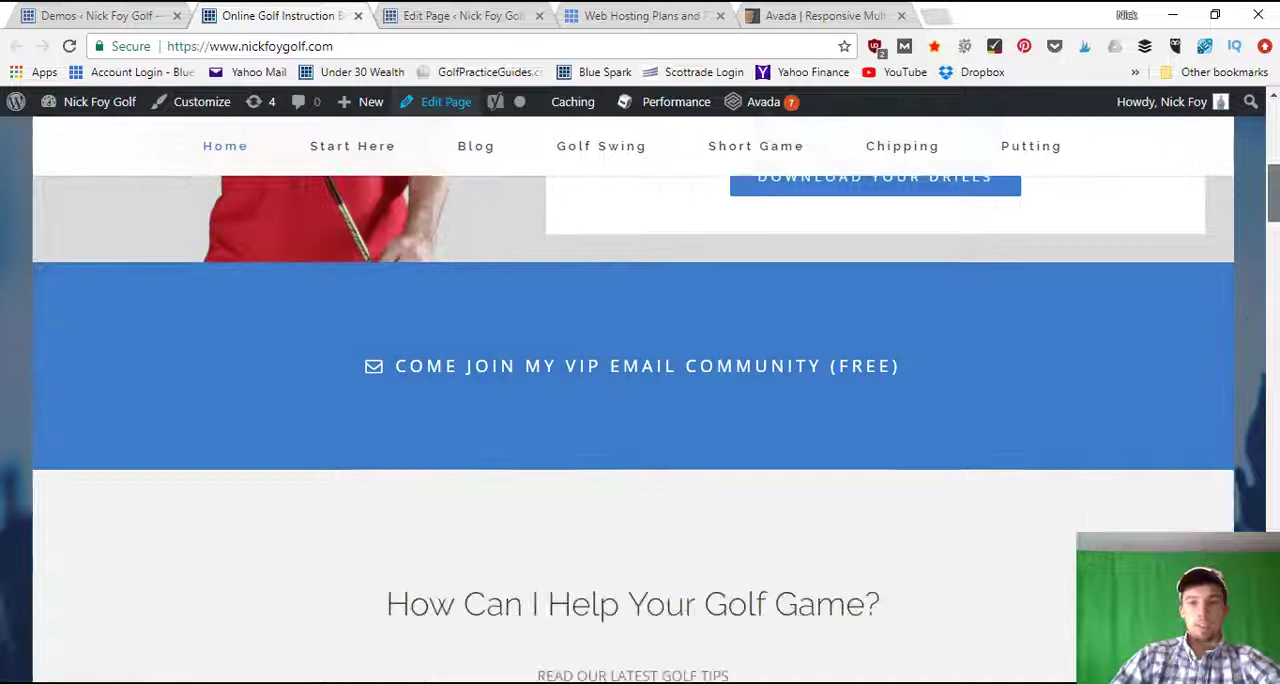 Demos ‹ Nick Foy Golf —
Online Golf Instruction B
Edit Page ‹ Nick Foy Gol
Web Hosting Plans and F
Avada | Responsive Mult
Nick
Secure
https://www.nickfoygolf.com
IQ
Apps
Account Login - Blue
Yahoo Mail
Under 30 Wealth
GolfPracticeGuides.c
Blue Spark
Scottrade Login
Yahoo Finance
YouTube
Dropbox
»
Other bookmarks
Nick Foy Golf
Customize
4
0
New
Edit Page
Caching
Performance
Avada 7
Howdy, Nick Foy
Home
Start Here
Blog
Golf Swing
Short Game
Chipping
Putting
DOWNLOAD YOUR DRILLS
COME JOIN MY VIP EMAIL COMMUNITY (FREE)
How Can I Help Your Golf Game?
READ OUR LATEST GOLF TIPS